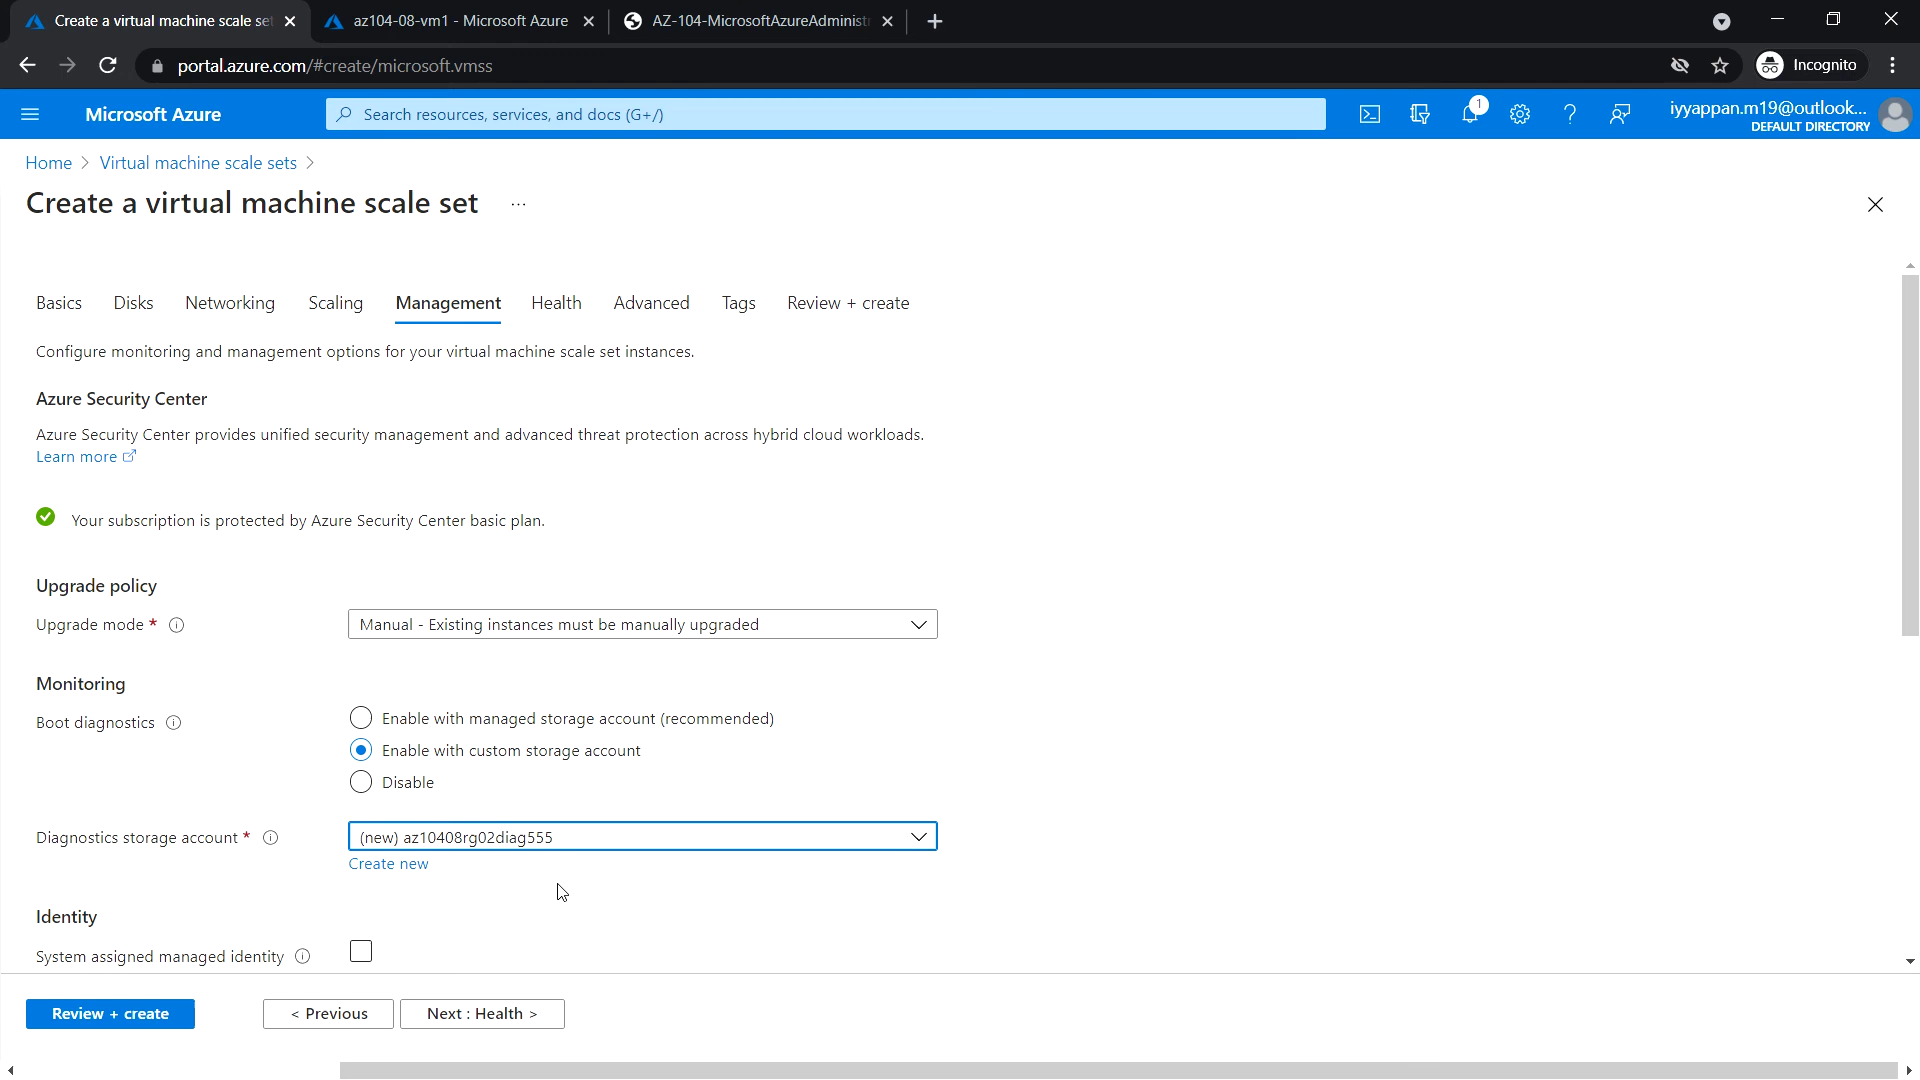 Create a virtual machine scale se
az104-08-vm1 - Microsoft Azure
AZ-104-MicrosoftAzureAdminist
portal.azure.com/#create/microsoft.vmss
Incognito
Microsoft Azure
Search resources, services, and docs (G+/)
1
iyyappan.m19@outlook...
DEFAULT DIRECTORY
Home > Virtual machine scale sets >
Create a virtual machine scale set ...
Basics Disks Networking Scaling Management Health Advanced Tags Review + create
Configure monitoring and management options for your virtual machine scale set instances.
Azure Security Center
Azure Security Center provides unified security management and advanced threat protection across hybrid cloud workloads.
Learn more
Your subscription is protected by Azure Security Center basic plan.
Upgrade policy
Upgrade mode * Manual - Existing instances must be manually upgraded
Monitoring
Boot diagnostics Enable with managed storage account (recommended)
Enable with custom storage account
Disable
Diagnostics storage account * (new) az10408rg02diag555
Create new
Identity
System assigned managed identity
Review + create < Previous Next : Health >